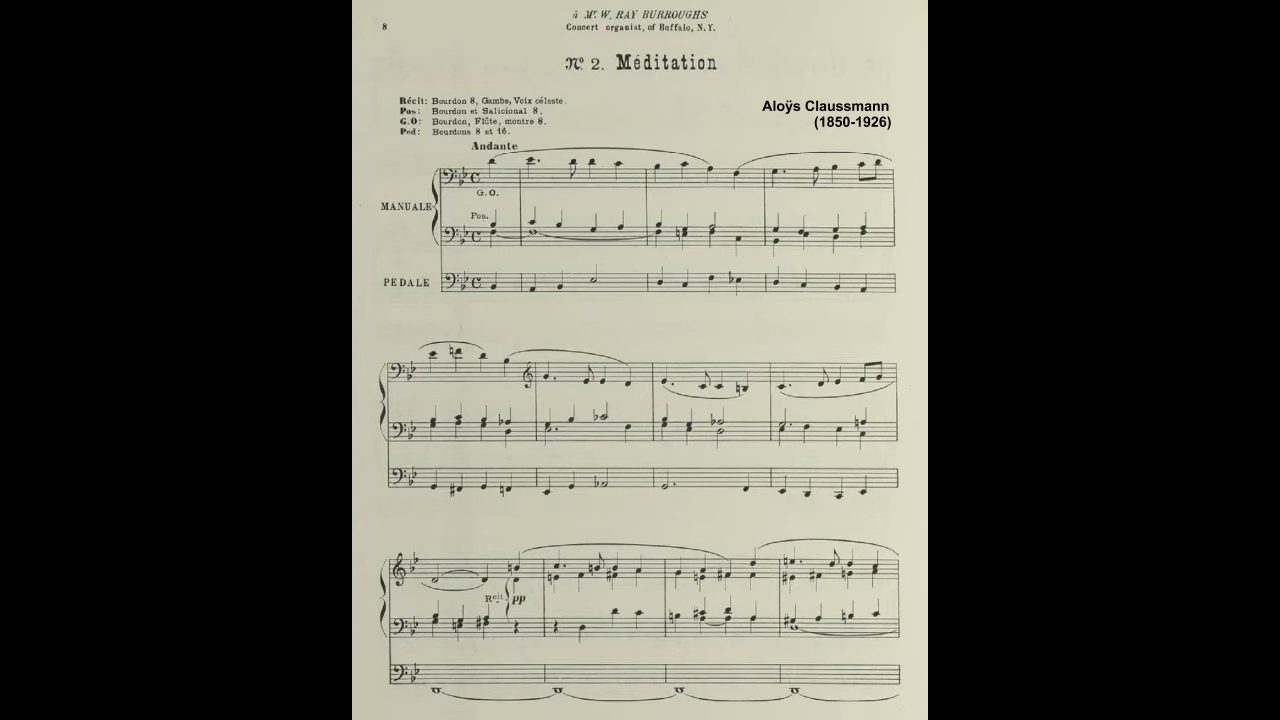 à Mr W. RAY BURROUGHS
8
Concert organist, of Buffalo, N.Y.
No. 2. Méditation
Récit: Bourdon 8, Gambe, Voix céleste.
Pos: Bourdon et Salicional 8.
G.O: Bourdon, Flûte, montre 8.
Ped: Bourdons 8 et 16.
Aloÿs Claussmann
(1850-1926)
Andante
G.O.
MANUALE
Pos.
PEDALE
Récit. pp